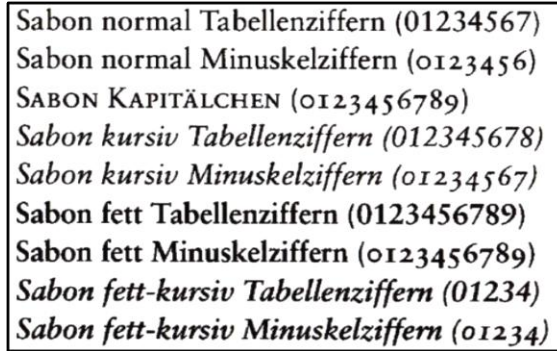 Sabon normal Tabellenziffern (01234567)
Sabon normal Minuskelziffern (0123456)
SABON KAPITÄLCHEN (0123456789)
Sabon kursiv Tabellenziffern (012345678)
Sabon kursiv Minuskelziffern (01234567)
Sabon fett Tabellenziffern (0123456789)
Sabon fett Minuskelziffern (0123456789)
Sabon fett-kursiv Tabellenziffern (01234)
Sabon fett-kursiv Minuskelziffern (01234)